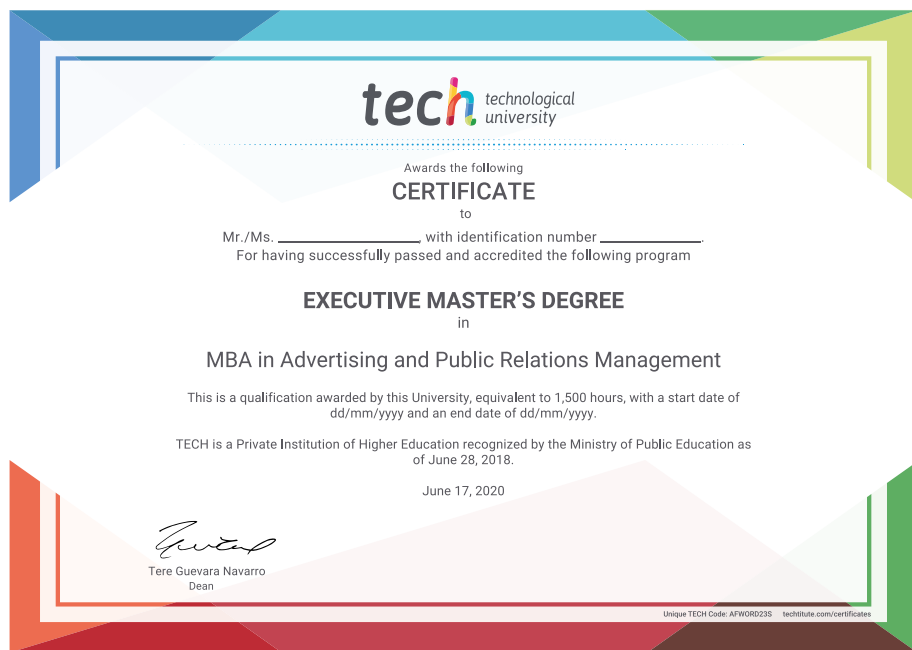 tech technological
university
Awards the following
CERTIFICATE
to
Mr./Ms. ____________________, with identification number ______________.
For having successfully passed and accredited the following program
EXECUTIVE MASTER’S DEGREE
in
MBA in Advertising and Public Relations Management
This is a qualification awarded by this University, equivalent to 1,500 hours, with a start date of
dd/mm/yyyy and an end date of dd/mm/yyyy.
TECH is a Private Institution of Higher Education recognized by the Ministry of Public Education as
of June 28, 2018.
June 17, 2020
Tere Guevara Navarro
Dean
Unique TECH Code: AFWORD23S techtitute.com/certificates